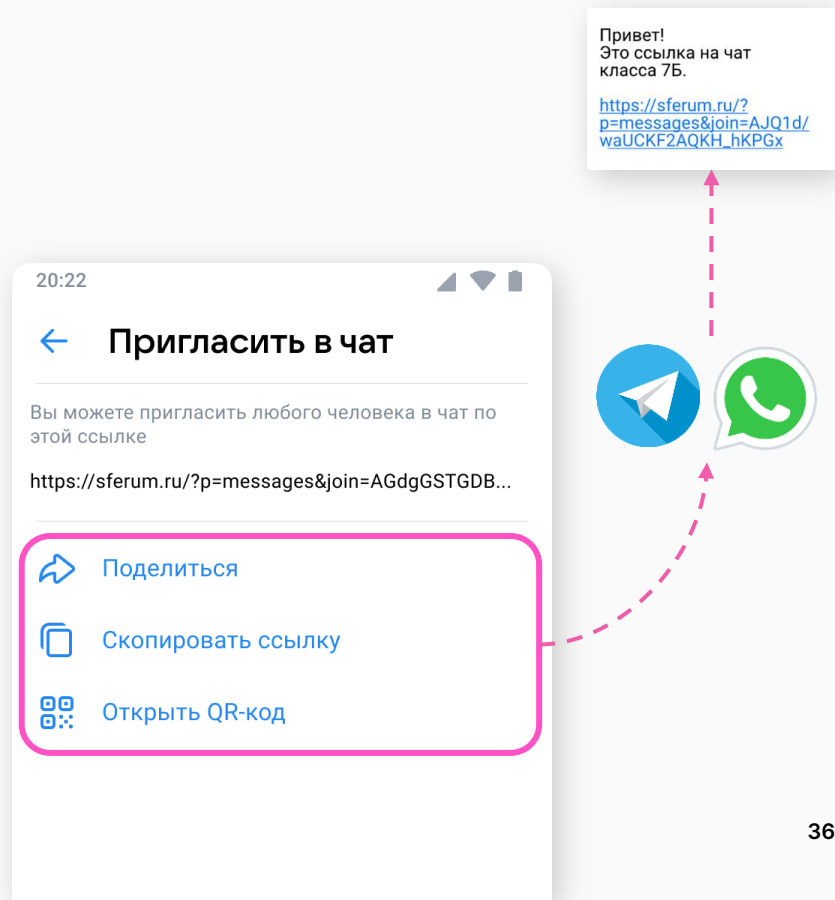 Привет!
Это ссылка на чат
класса 7Б.
https://sferum.ru/?
p=messages&join=AJQ1d/
waUCKF2AQKH_hKPGx
20:22
Пригласить в чат
Вы можете пригласить любого человека в чат по
этой ссылке
https://sferum.ru/?p=messages&join=AGdgGSTGDB...
Поделиться
Скопировать ссылку
Открыть QR-код
36